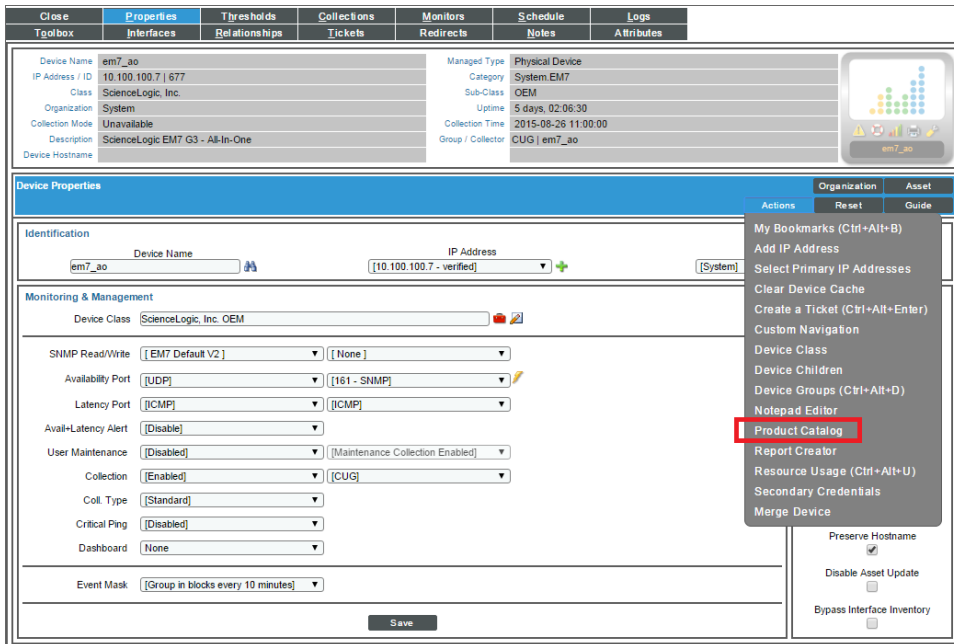 Close Properties Thresholds Collections Monitors Schedule Logs
Toolbox Interfaces Relationships Tickets Redirects Notes Attributes
Device Name em7_ao Managed Type Physical Device
IP Address / ID 10.100.100.7 | 677 Category System.EM7
Class ScienceLogic, Inc. Sub-Class OEM
Organization System Uptime 5 days, 02:06:30
Collection Mode Unavailable Collection Time 2015-08-26 11:00:00
Description ScienceLogic EM7 G3 - All-In-One Group / Collector CUG | em7_ao
Device Hostname
em7_ao
Device Properties Organization Asset
Actions Reset Guide
My Bookmarks (Ctrl+Alt+B)
Add IP Address
Select Primary IP Addresses
Clear Device Cache
Create a Ticket (Ctrl+Alt+Enter)
Custom Navigation
Device Class
Device Children
Device Groups (Ctrl+Alt+D)
Notepad Editor
Product Catalog
Report Creator
Resource Usage (Ctrl+Alt+U)
Secondary Credentials
Merge Device
Identification
Device Name IP Address
em7_ao [10.100.100.7 - verified] [System]
Monitoring & Management
Device Class ScienceLogic, Inc. OEM
SNMP Read/Write [ EM7 Default V2 ] [ None ]
Availability Port [UDP] [161 - SNMP]
Latency Port [ICMP] [ICMP]
Avail+Latency Alert [Disable]
User Maintenance [Disabled] [Maintenance Collection Enabled]
Collection [Enabled] [CUG]
Coll. Type [Standard]
Critical Ping [Disabled]
Dashboard None
Event Mask [Group in blocks every 10 minutes]
Save
Preserve Hostname
Disable Asset Update
Bypass Interface Inventory